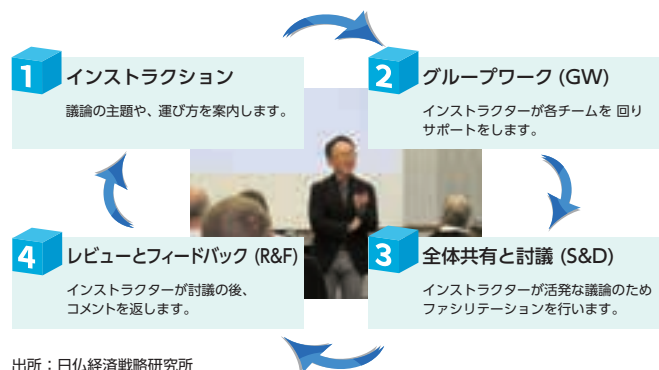 1 インストラクション
議論の主題や、運び方を案内します。
2 グループワーク (GW)
インストラクターが各チームを 回り
サポートをします。
3 全体共有と討議 (S&D)
インストラクターが活発な議論のため
ファシリテーションを行います。
4 レビューとフィードバック (R&F)
インストラクターが討議の後、
コメントを返します。
出所：日仏経済戦略研究所